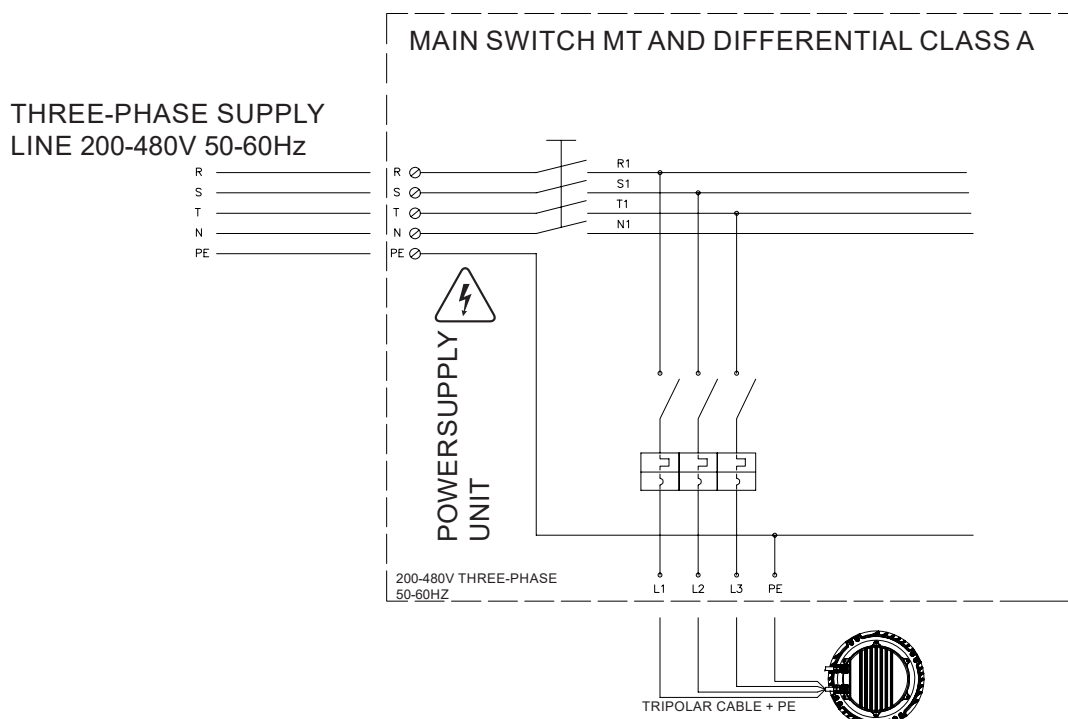 MAIN SWITCH MT AND DIFFERENTIAL CLASS A
THREE-PHASE SUPPLY
LINE 200-480V 50-60Hz
R
S
T
N
PE
R
S
T
N
PE
R1
S1
T1
N1
POWERSUPPLY
UNIT
200-480V THREE-PHASE
50-60HZ
L1 L2 L3 PE
TRIPOLAR CABLE + PE